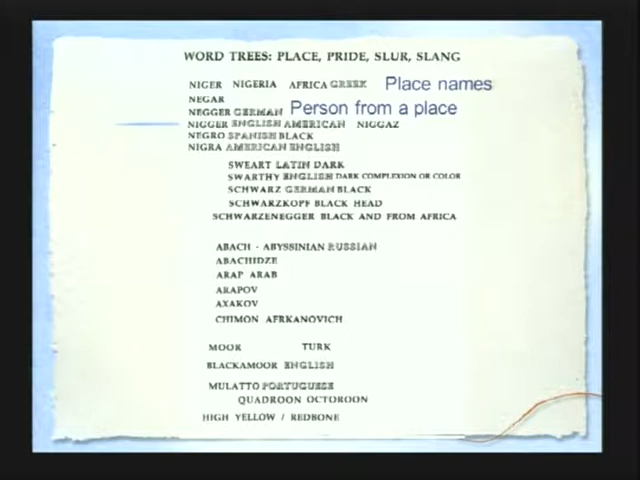 WORD TREES: PLACE, PRIDE, SLUR, SLANG
NIGER NIGERIA AFRICA GREEK Place names
NEGAR
NEGGER GERMAN Person from a place
NIGGER ENGLISH AMERICAN NIGGAZ
NEGRO SPANISH BLACK
NIGRA AMERICAN ENGLISH
SWEART LATIN DARK
SWARTHY ENGLISH DARK COMPLEXION OR COLOR
SCHWARZ GERMAN BLACK
SCHWARZKOPF BLACK HEAD
SCHWARZENEGGER BLACK AND FROM AFRICA
ABACH - ABYSSINIAN RUSSIAN
ABACHIDZE
ARAP ARAB
ARAPOV
AXAKOV
CHIMON AFRKANOVICH
MOOR TURK
BLACKAMOOR ENGLISH
MULATTO PORTUGUESE
QUADROON OCTOROON
HIGH YELLOW / REDBONE